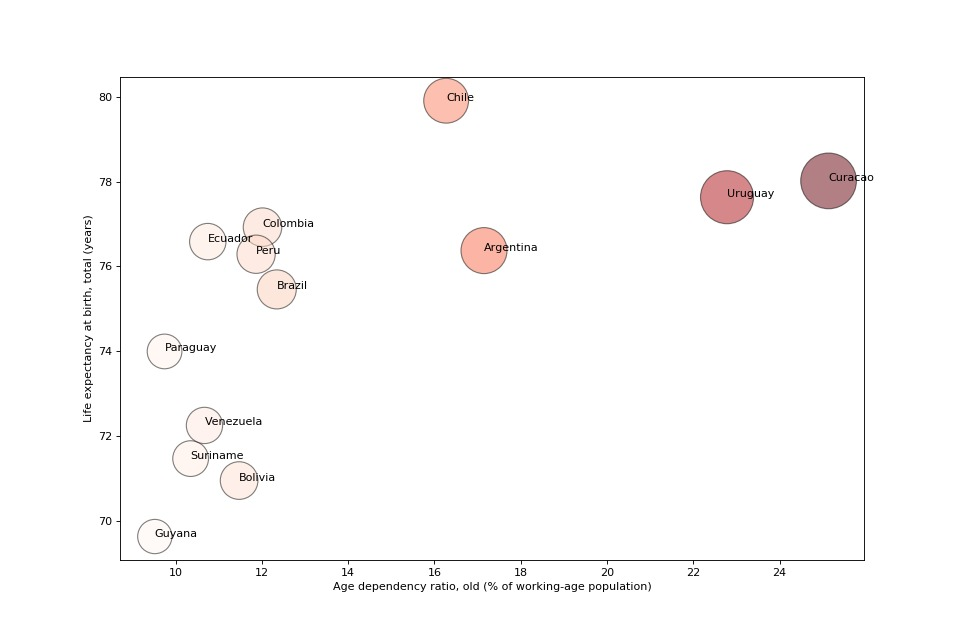 80
78
76
74
72
70
Life expectancy at birth, total (years)
Chile
Curacao
Uruguay
Colombia
Ecuador
Argentina
Peru
Brazil
Paraguay
Venezuela
Suriname
Bolivia
Guyana
10 12 14 16 18 20 22 24
Age dependency ratio, old (% of working-age population)